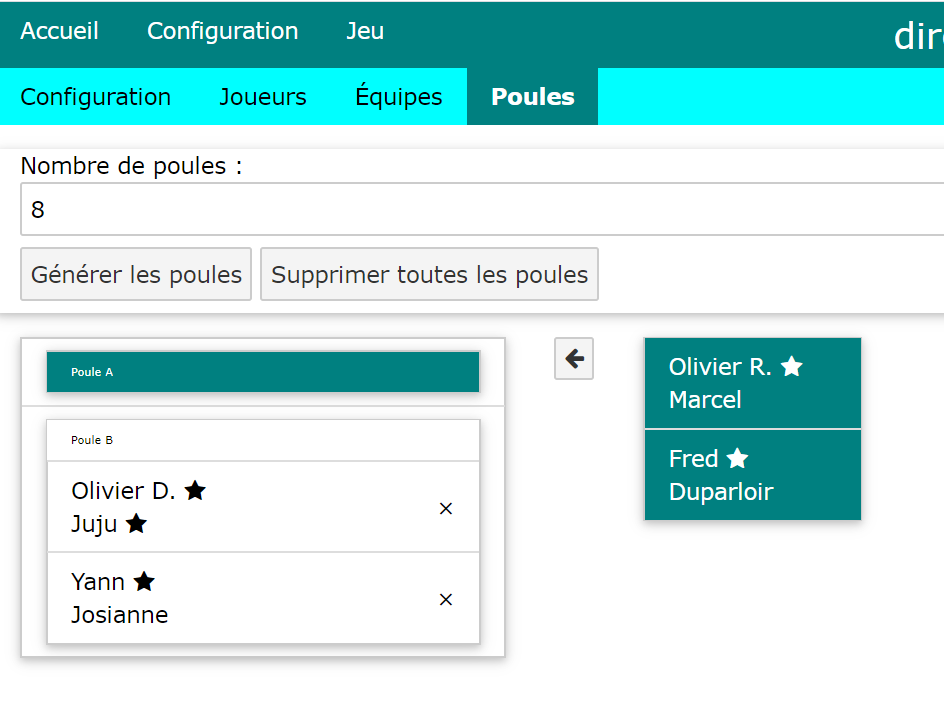 Accueil Configuration Jeu
Configuration Joueurs Équipes Poules
Nombre de poules :
8
Générer les poules Supprimer toutes les poules
Poule A
Poule B
Olivier D. ★
Juju ★
×
Yann ★
Josianne
×
Olivier R. ★
Marcel
Fred ★
Duparloir